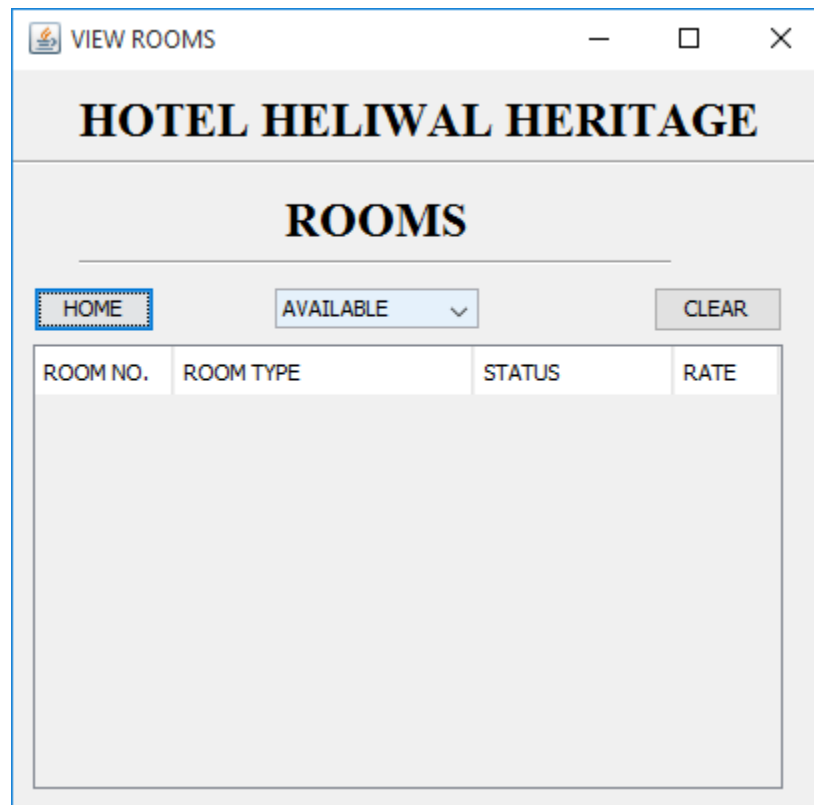 VIEW ROOMS
HOTEL HELIWAL HERITAGE
ROOMS
HOME AVAILABLE CLEAR
ROOM NO. ROOM TYPE STATUS RATE